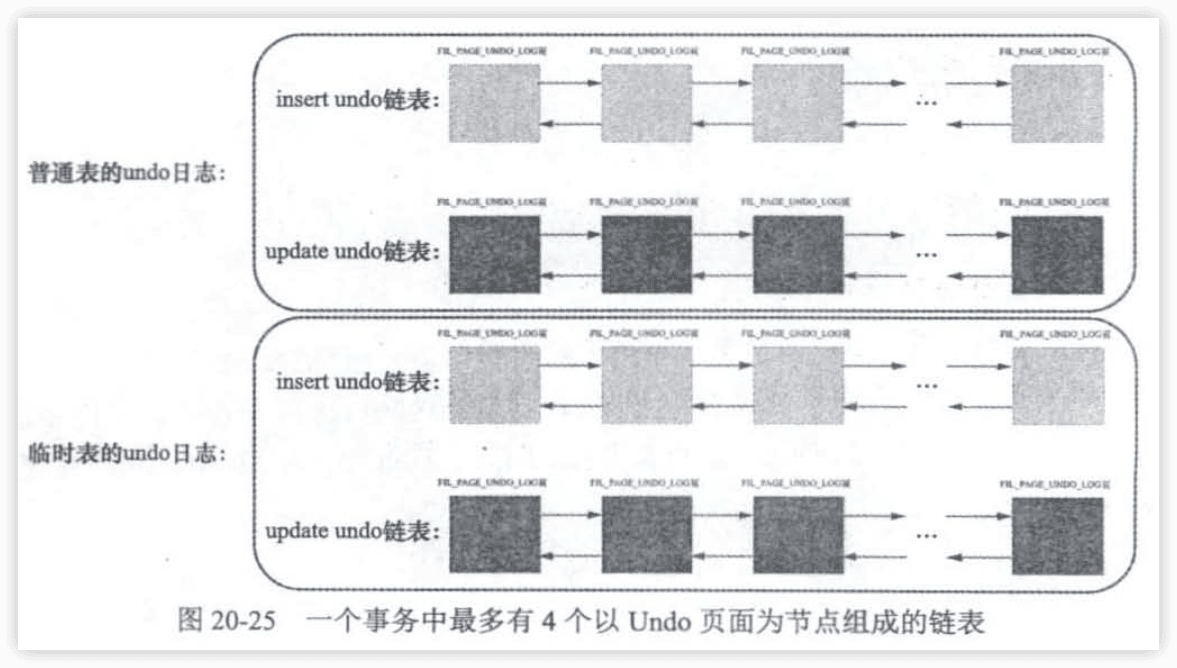 FIL_PAGE_UNDO_LOG页 FIL_PAGE_UNDO_LOG页 FIL_PAGE_UNDO_LOG页 FIL_PAGE_UNDO_LOG页
insert undo链表: ...
普通表的undo日志:
FIL_PAGE_UNDO_LOG页 FIL_PAGE_UNDO_LOG页 FIL_PAGE_UNDO_LOG页 FIL_PAGE_UNDO_LOG页
update undo链表: ...
FIL_PAGE_UNDO_LOG页 FIL_PAGE_UNDO_LOG页 FIL_PAGE_UNDO_LOG页 FIL_PAGE_UNDO_LOG页
insert undo链表: ...
临时表的undo日志:
FIL_PAGE_UNDO_LOG页 FIL_PAGE_UNDO_LOG页 FIL_PAGE_UNDO_LOG页 FIL_PAGE_UNDO_LOG页
update undo链表: ...
图 20-25 一个事务中最多有 4 个以 Undo 页面为节点组成的链表